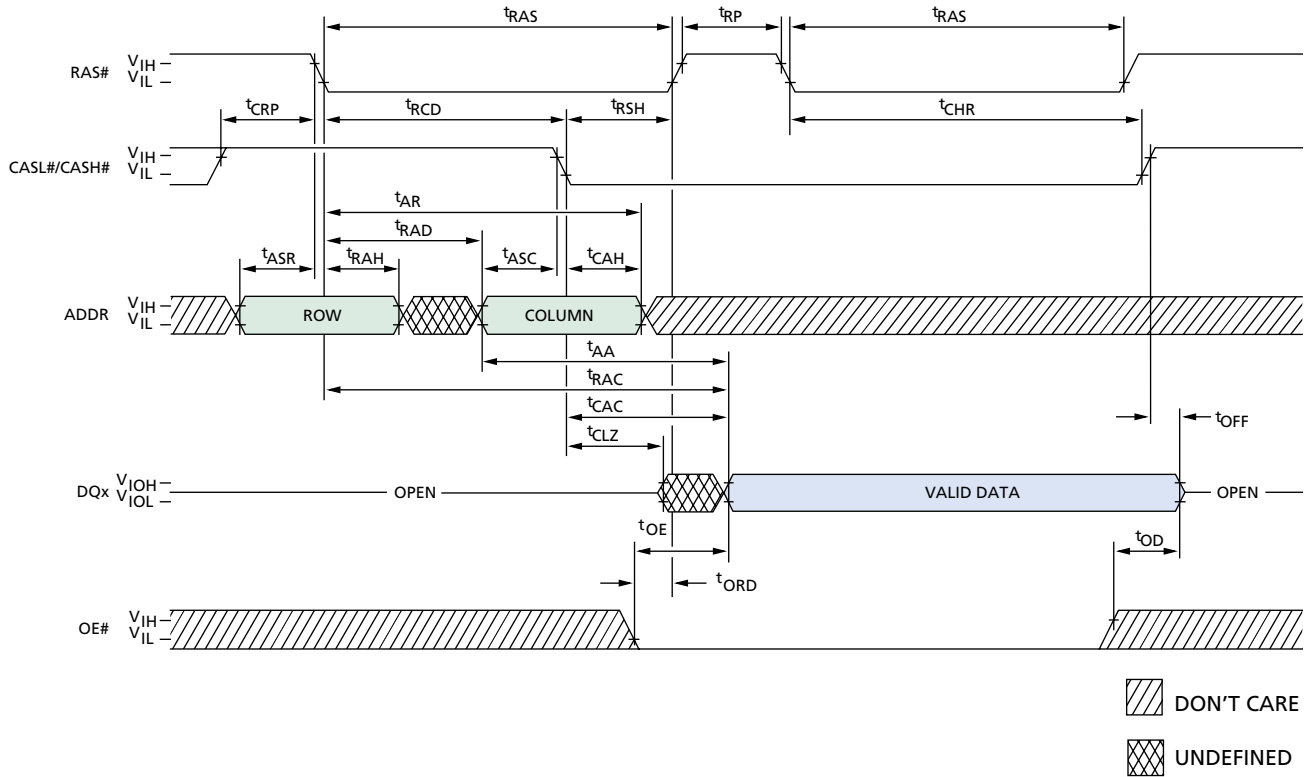 tRAS tRP tRAS
RAS# VIH
VIL
tCRP tRCD tRSH tCHR
CASL#/CASH# VIH
VIL
tAR
tRAD
tASR tRAH tASC tCAH
ADDR VIH
VIL
ROW COLUMN
tAA
tRAC
tCAC
tCLZ tOFF
DQx VIOH
VIOL
OPEN VALID DATA OPEN
tOE tOD
tORD
OE# VIH
VIL
DON'T CARE
UNDEFINED